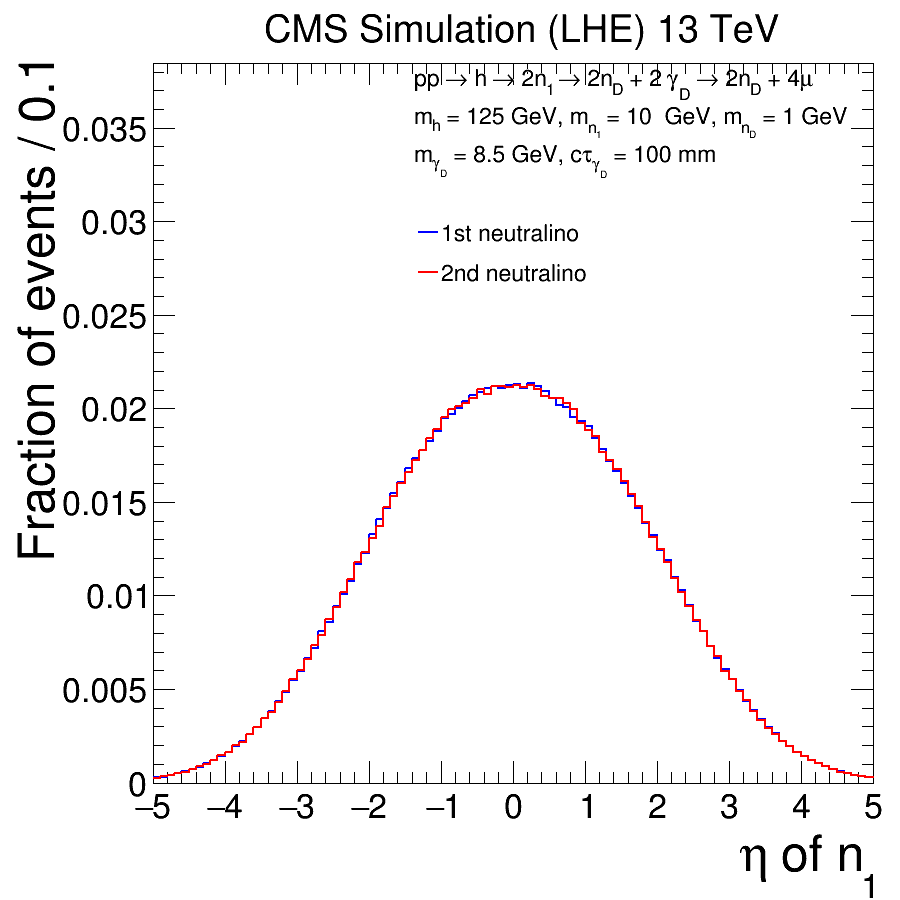 CMS Simulation (LHE) 13 TeV
pp → h → 2n1 → 2nD + 2 γD → 2nD + 4μ
mh = 125 GeV, mn1 = 10 GeV, mnD = 1 GeV
mγD = 8.5 GeV, cτγD = 100 mm
1st neutralino
2nd neutralino
Fraction of events / 0.1
0.035
0.03
0.025
0.02
0.015
0.01
0.005
0
−5 −4 −3 −2 −1 0 1 2 3 4 5
η of n1